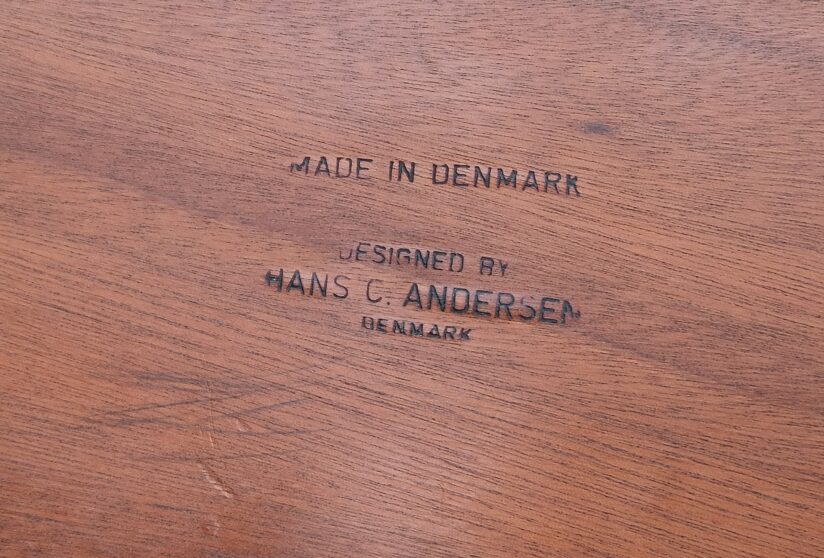 MADE IN DENMARK
DESIGNED BY
HANS C. ANDERSEN
DENMARK